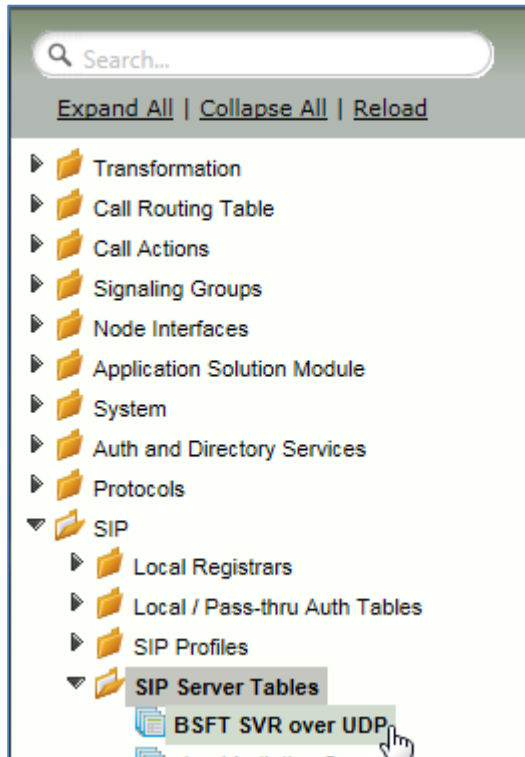 Search...
Expand All | Collapse All | Reload
Transformation
Call Routing Table
Call Actions
Signaling Groups
Node Interfaces
Application Solution Module
System
Auth and Directory Services
Protocols
SIP
Local Registrars
Local / Pass-thru Auth Tables
SIP Profiles
SIP Server Tables
BSFT SVR over UDP